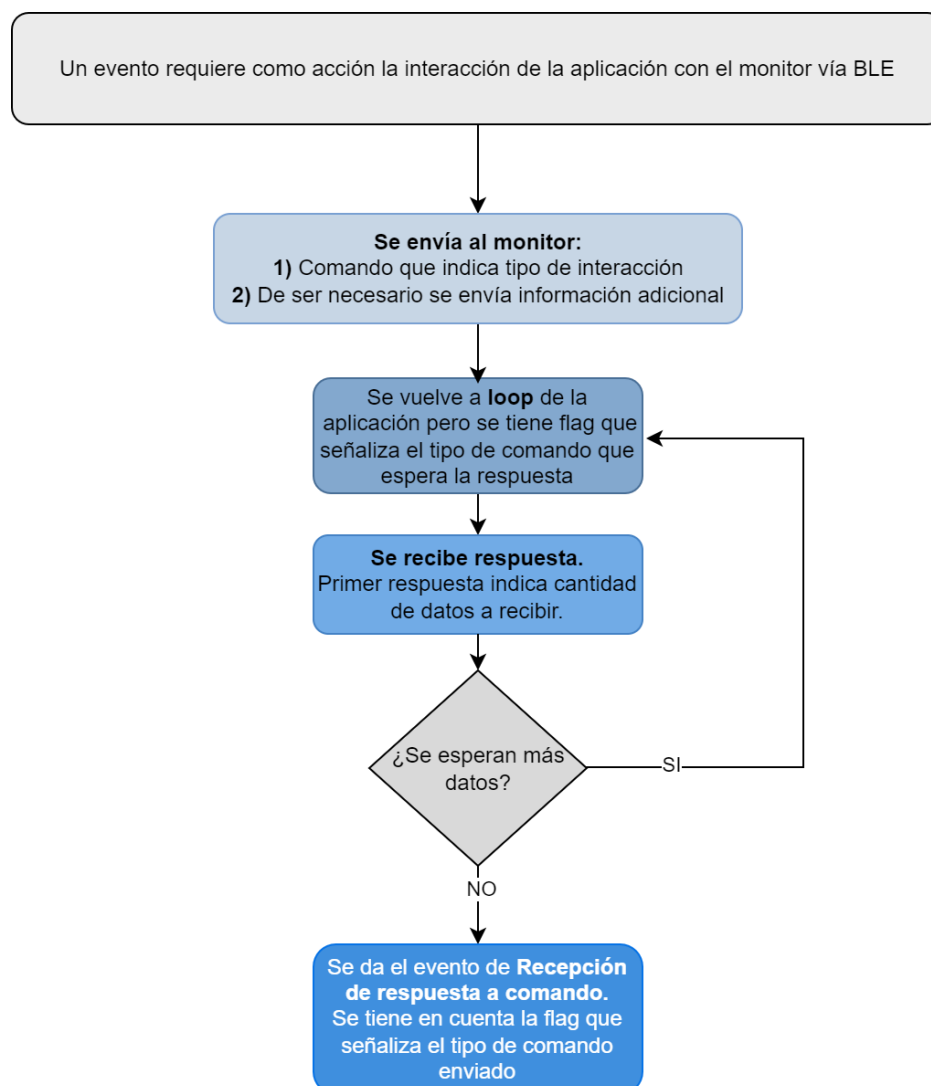 Un evento requiere como acción la interacción de la aplicación con el monitor vía BLE
Se envía al monitor:
1) Comando que indica tipo de interacción
2) De ser necesario se envía información adicional
Se vuelve a loop de la
aplicación pero se tiene flag que
señaliza el tipo de comando que
espera la respuesta
Se recibe respuesta.
Primer respuesta indica cantidad
de datos a recibir.
¿Se esperan más
datos?
SI
NO
Se da el evento de Recepción
de respuesta a comando.
Se tiene en cuenta la flag que
señaliza el tipo de comando
enviado